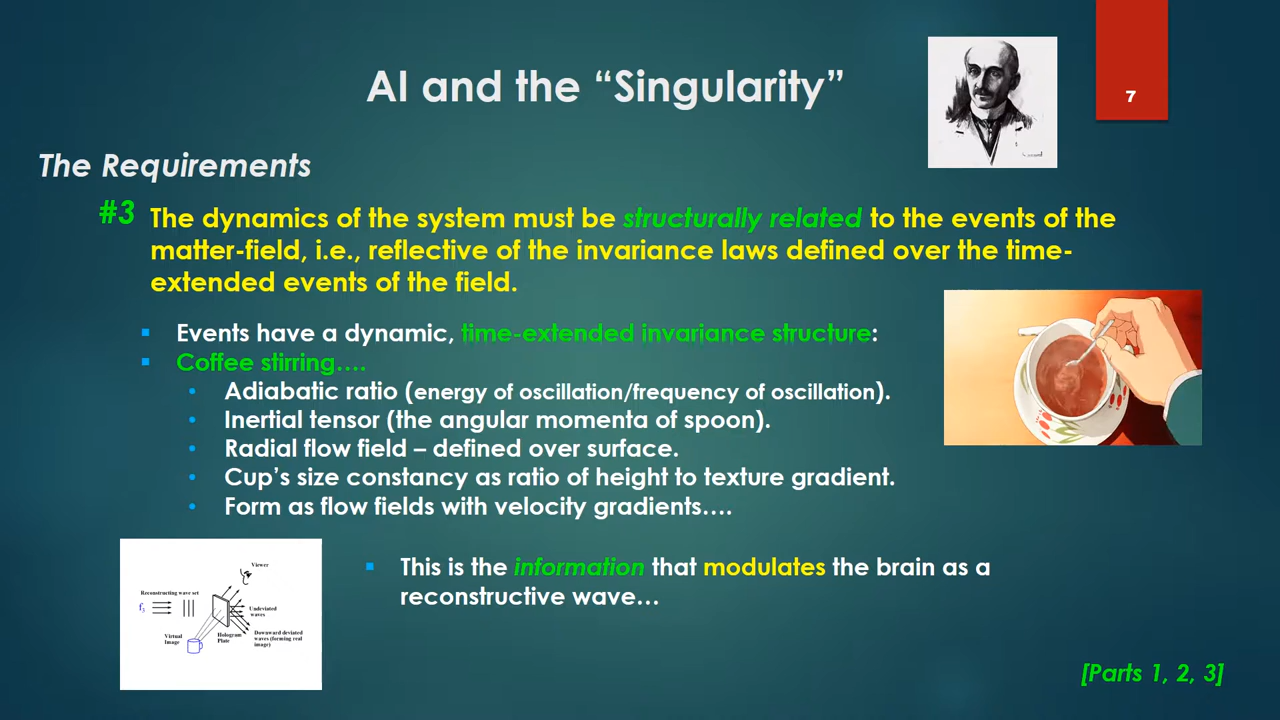 AI and the “Singularity”
7
The Requirements
#3
The dynamics of the system must be structurally related to the events of the
matter-field, i.e., reflective of the invariance laws defined over the time-
extended events of the field.
▪ Events have a dynamic, time-extended invariance structure:
▪ Coffee stirring….
• Adiabatic ratio (energy of oscillation/frequency of oscillation).
• Inertial tensor (the angular momenta of spoon).
• Radial flow field – defined over surface.
• Cup’s size constancy as ratio of height to texture gradient.
• Form as flow fields with velocity gradients….
Viewer
Reconstructing wave set
f3
Undeviated
waves
Virtual
Image
Hologram
Plate
Downward deviated
waves (forming real
image)
▪ This is the information that modulates the brain as a
reconstructive wave…
[Parts 1, 2, 3]